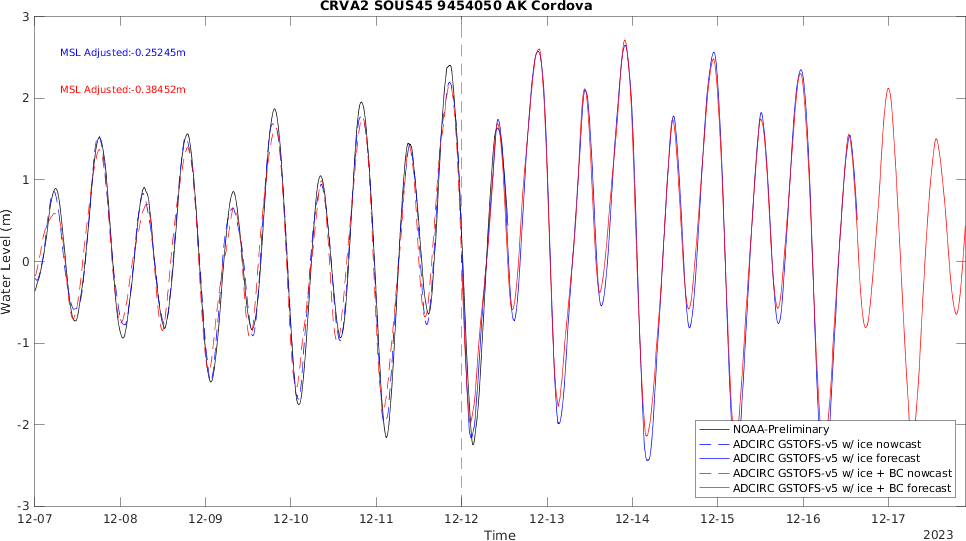 CRVA2 SOUS45 9454050 AK Cordova
MSL Adjusted:-0.25245m
MSL Adjusted:-0.38452m
Water Level (m)
3
2
1
0
-1
-2
-3
NOAA-Preliminary
ADCIRC GSTOFS-v5 w/ ice nowcast
ADCIRC GSTOFS-v5 w/ ice forecast
ADCIRC GSTOFS-v5 w/ ice + BC nowcast
ADCIRC GSTOFS-v5 w/ ice + BC forecast
12-07 12-08 12-09 12-10 12-11 12-12 12-13 12-14 12-15 12-16 12-17
Time
2023